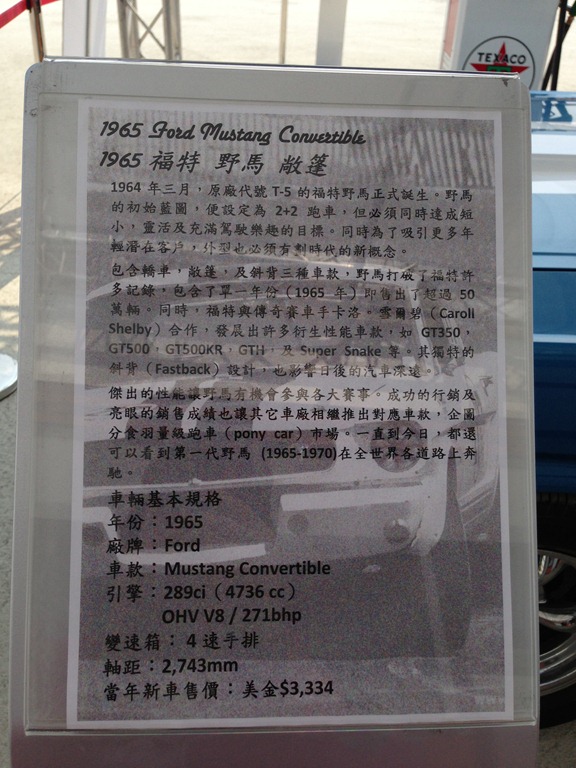 TEXACO
1965 Ford Mustang Convertible
1965 福特 野馬 敞篷
1964 年三月，原廠代號 T-5 的福特野馬正式誕生。野馬
的初始藍圖，便設定為 2+2 跑車，但必須同時達成短
小，靈活及充滿駕駛樂趣的目標。同時為了吸引更多年
輕潛在客戶，外型也必須有劃時代的新概念。
包含轎車，敞篷，及斜背三種車款，野馬打破了福特許
多記錄，包含了單一年份（1965 年）即售出了超過 50
萬輛。同時，福特與傳奇賽車手卡洛。雪爾碧（Caroll
Shelby）合作，發展出許多衍生性能車款，如 GT350，
GT500，GT500KR，GTH，及 Super Snake 等。其獨特的
斜背（Fastback）設計，也影響日後的汽車深遠。
傑出的性能讓野馬有機會參與各大賽事。成功的行銷及
亮眼的銷售成績也讓其它車廠相繼推出對應車款，企圖
分食羽量級跑車（pony car）市場。一直到今日，都還
可以看到第一代野馬 (1965-1970)在全世界各道路上奔
馳。
車輛基本規格
年份：1965
廠牌：Ford
車款：Mustang Convertible
引擎：289ci（4736 cc）
OHV V8 / 271bhp
變速箱：4 速手排
軸距：2,743mm
當年新車售價：美金$3,334